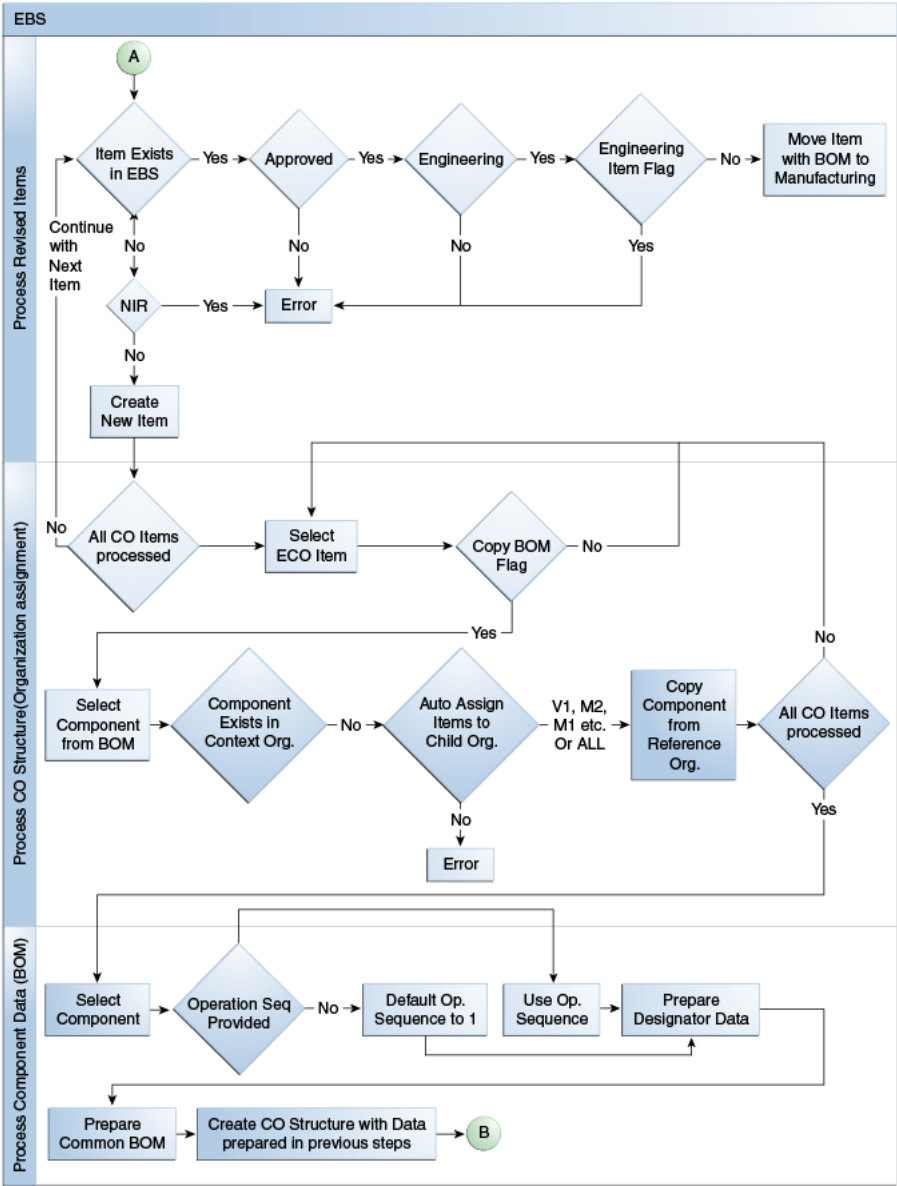 EBS
Process Revised Items
A
Item Exists
in EBS
Yes
Approved
Yes
Engineering
Yes
Engineering
Item Flag
No
Move Item
with BOM to
Manufacturing
Continue
with
Next
Item
No
No
No
Yes
NIR
Yes
Error
No
Create
New Item
Process CO Structure(Organization assignment)
No
All CO Items
processed
Select
ECO Item
Copy BOM
Flag
No
Yes
No
Select
Component
from BOM
Component
Exists in
Context Org.
No
Auto Assign
Items to
Child Org.
V1, M2,
M1 etc.
Or ALL
Copy
Component
from
Reference
Org.
All CO Items
processed
No
Error
Yes
Process Component Data (BOM)
Select
Component
Operation Seq
Provided
No
Default Op.
Sequence to 1
Use Op.
Sequence
Prepare
Designator Data
Prepare
Common BOM
Create CO Structure with Data
prepared in previous steps
B